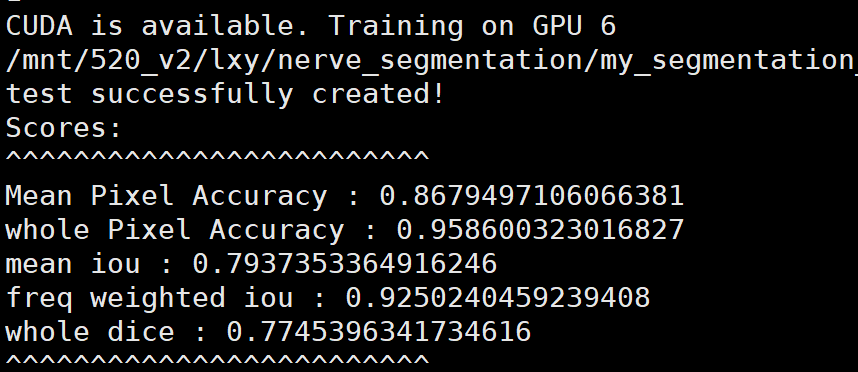 CUDA is available. Training on GPU 6
/mnt/520_v2/lxy/nerve_segmentation/my_segmentation_
test successfully created!
Scores:
^^^^^^^^^^^^^^^^^^^^^^^^^
Mean Pixel Accuracy : 0.8679497106066381
whole Pixel Accuracy : 0.958600323016827
mean iou : 0.7937353364916246
freq weighted iou : 0.9250240459239408
whole dice : 0.7745396341734616
^^^^^^^^^^^^^^^^^^^^^^^^^